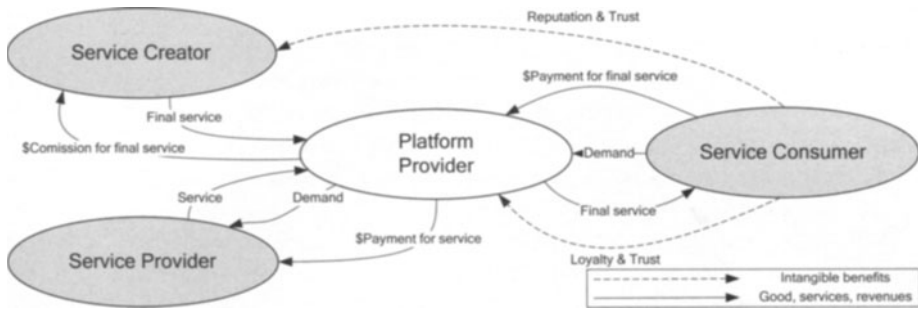 Reputation & Trust
Service Creator
$Payment for final service
Final service
Platform
Provider
$Comission for final service
Demand
Service Consumer
Service
Demand
Final service
$Payment for service
Service Provider
Loyalty & Trust
Intangible benefits
Good, services, revenues